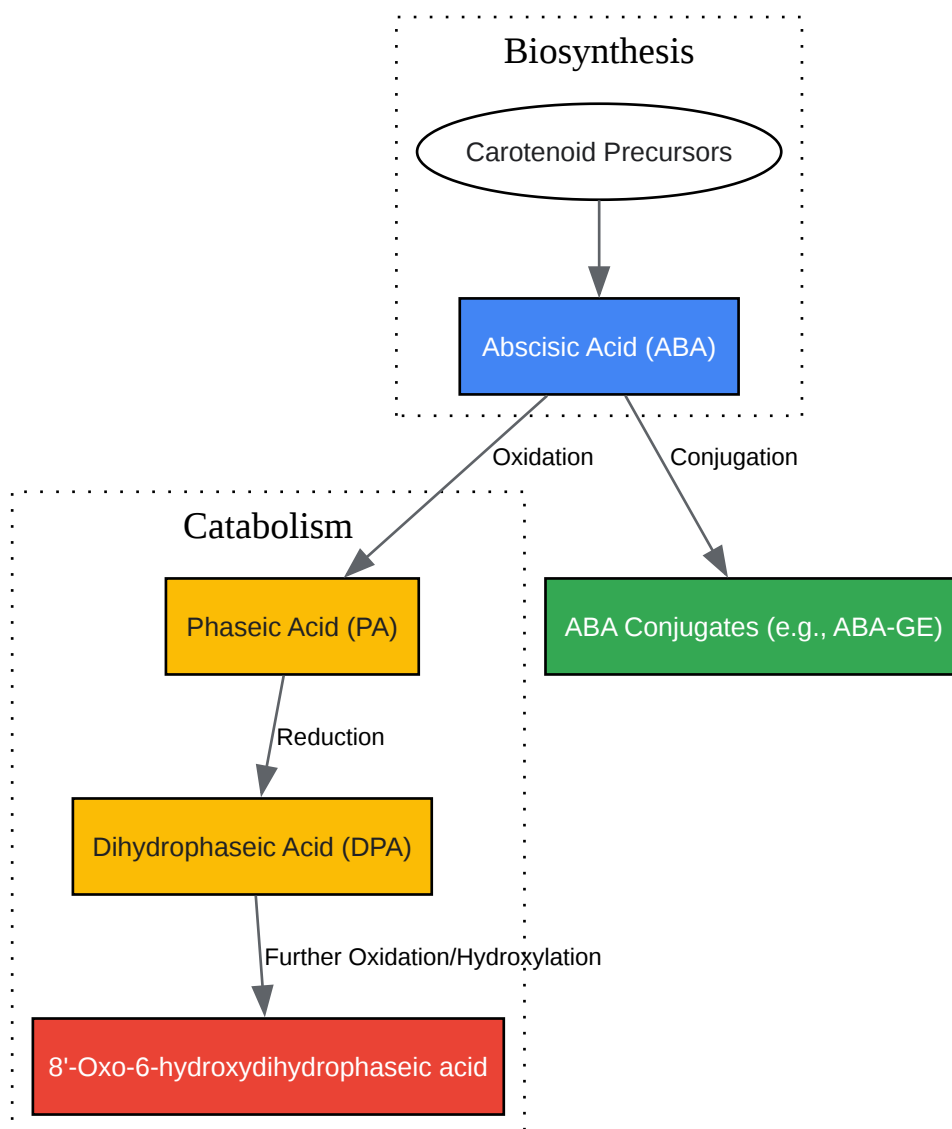 Biosynthesis
Carotenoid Precursors
Abscisic Acid (ABA)
Oxidation
Conjugation
Catabolism
Phaseic Acid (PA)
ABA Conjugates (e.g., ABA-GE)
Reduction
Dihydrophaseic Acid (DPA)
Further Oxidation/Hydroxylation
8'-Oxo-6-hydroxydihydrophaseic acid